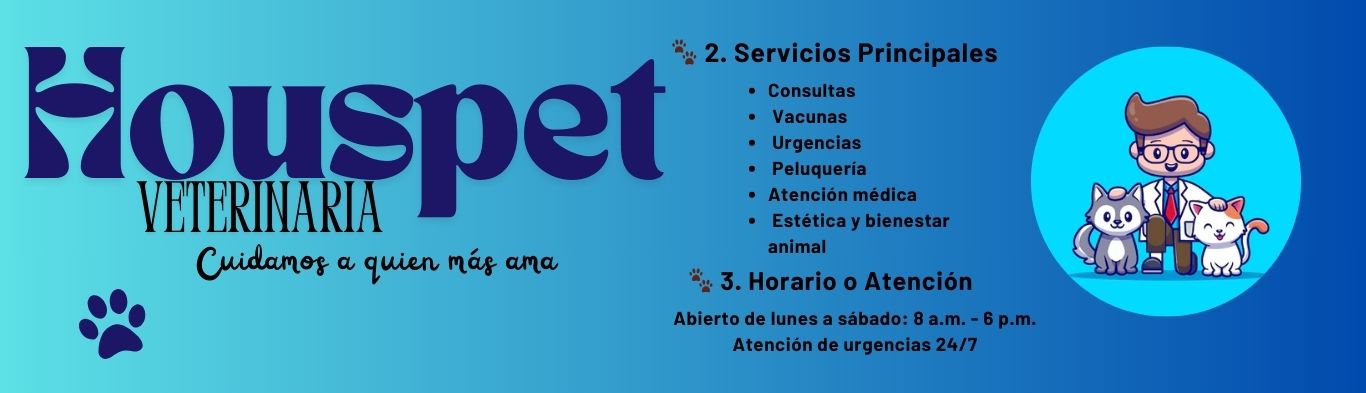 Houspet
VETERINARIA
Cuidamos a quien más ama
2. Servicios Principales
• Consultas
• Vacunas
• Urgencias
• Peluquería
• Atención médica
• Estética y bienestar
animal
3. Horario o Atención
Abierto de lunes a sábado: 8 a.m. - 6 p.m.
Atención de urgencias 24/7